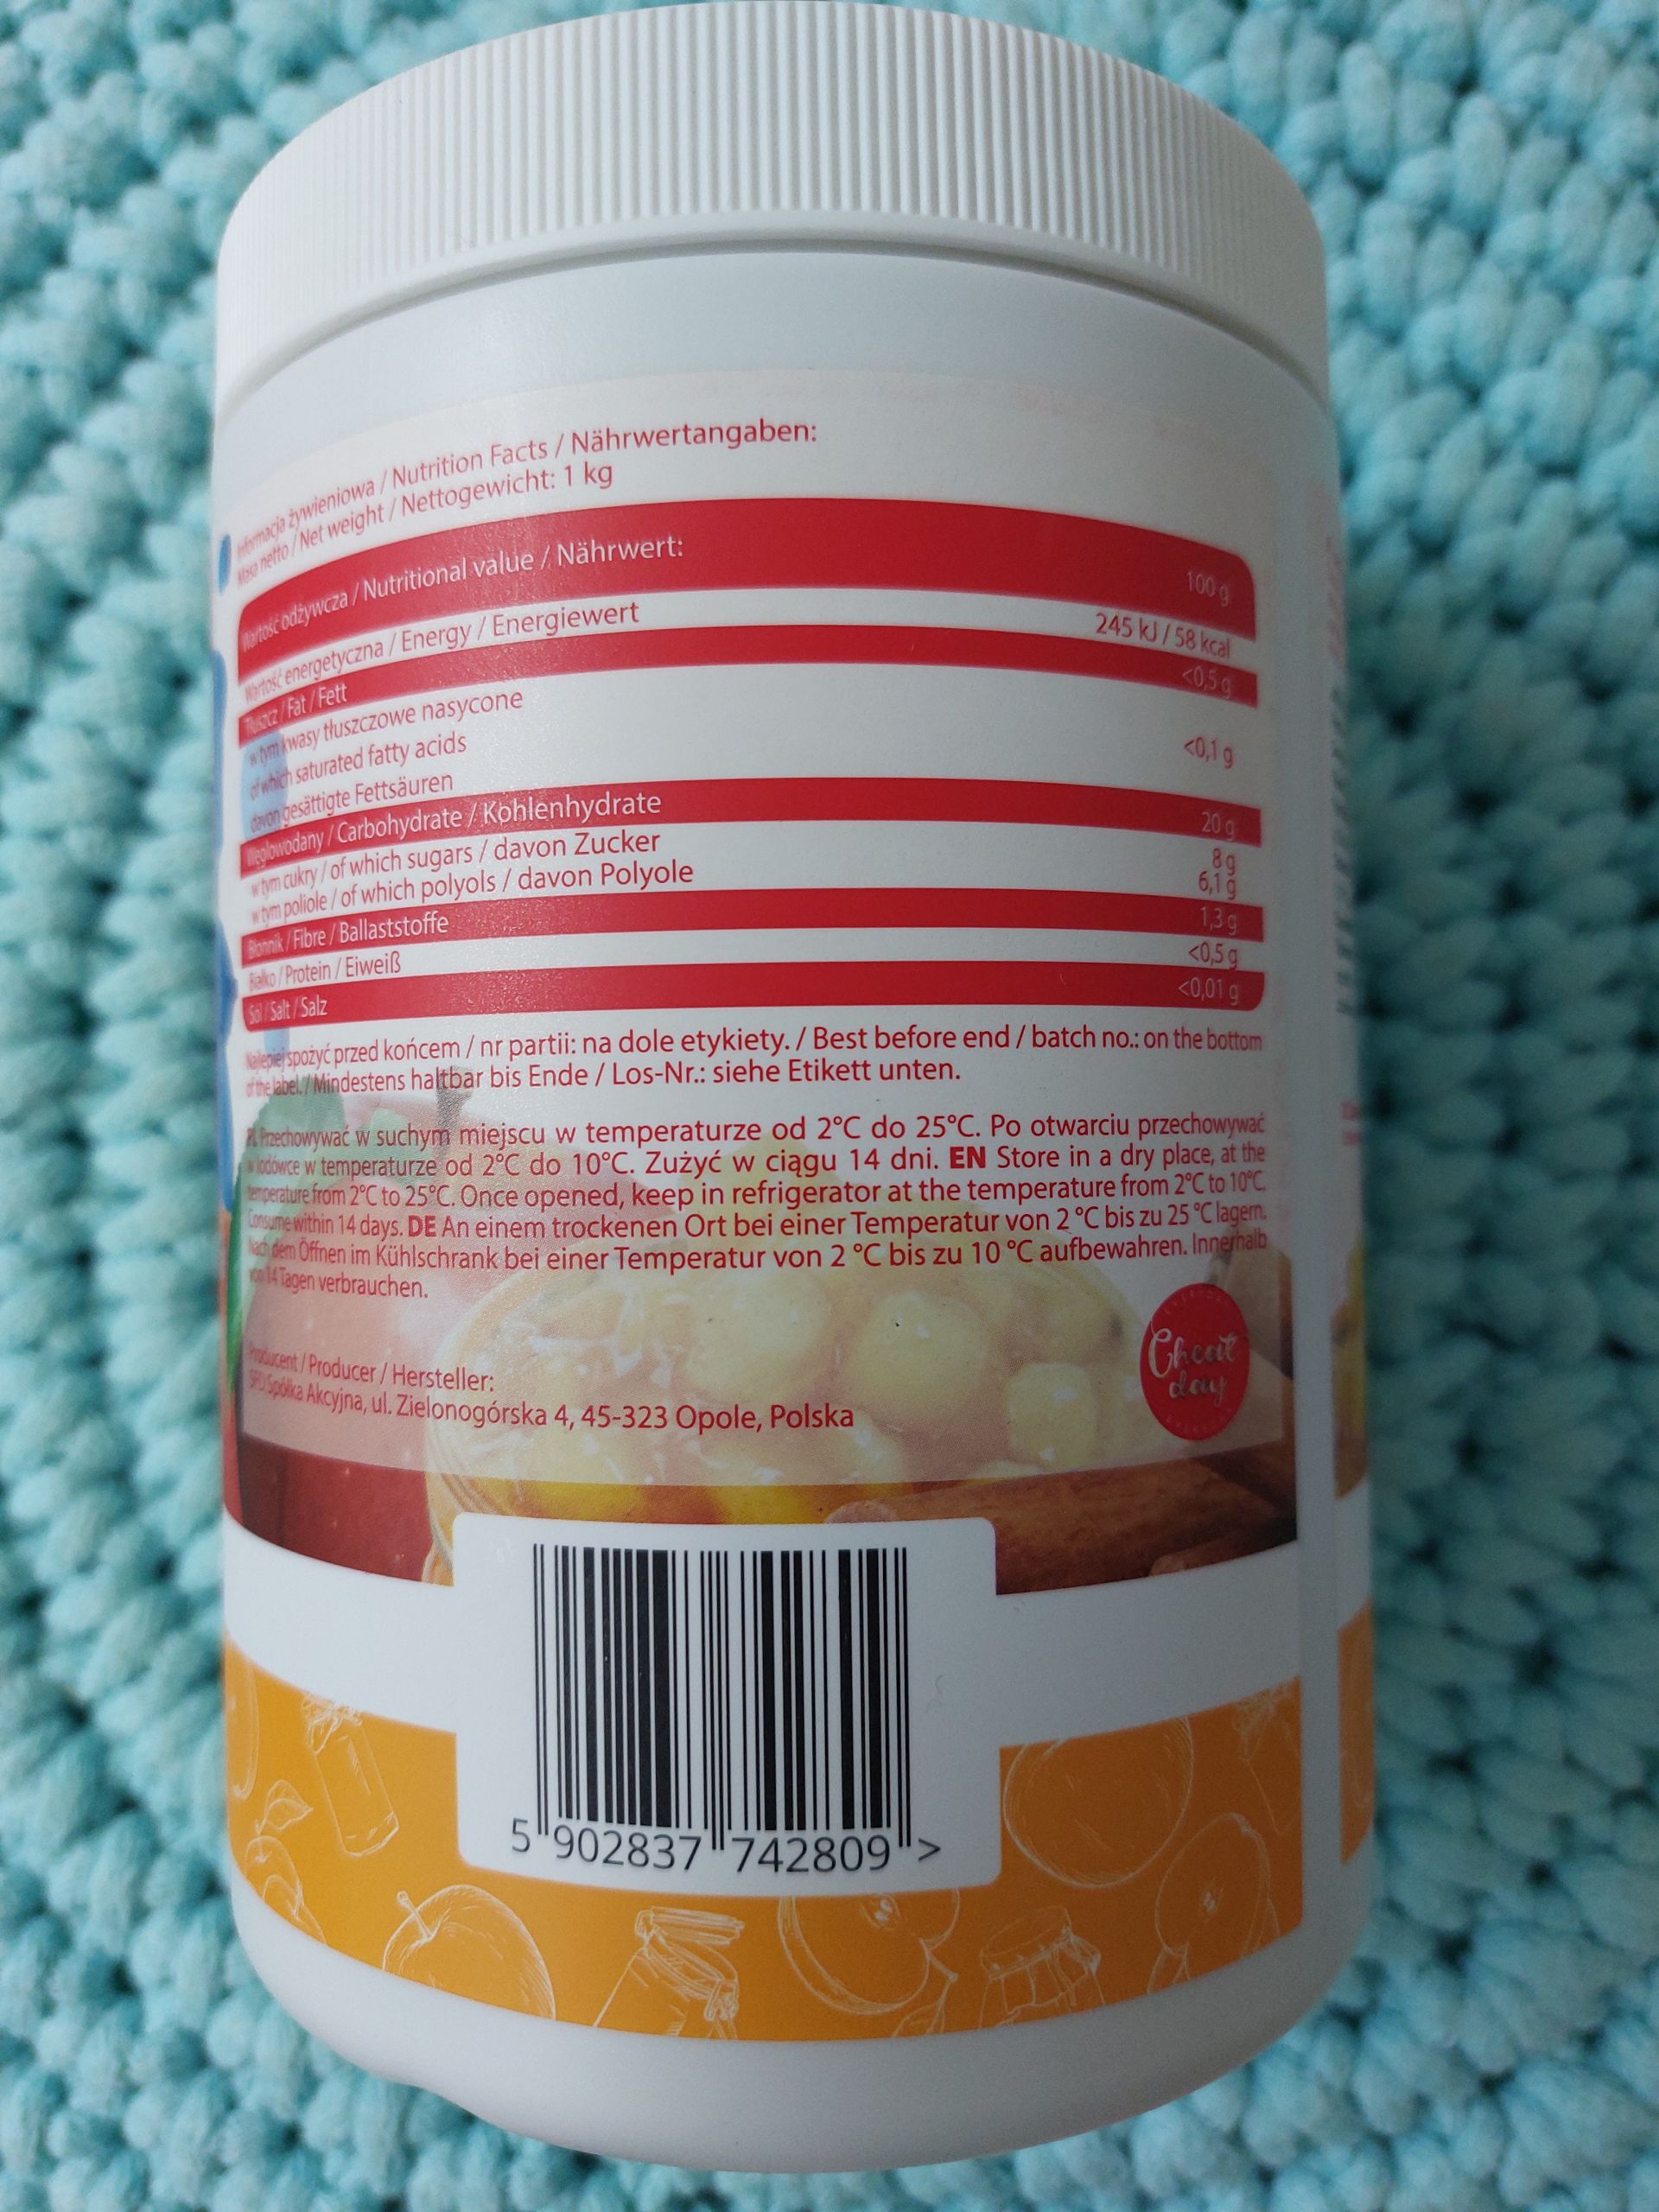 Informacja żywieniowa / Nutrition Facts / Nährwertangaben:
Masa netto / Net weight / Nettogewicht: 1 kg
Wartość odżywcza / Nutritional value / Nährwert: 100 g
Wartość energetyczna / Energy / Energiewert 245 kJ / 58 kcal
Tłuszcz / Fat / Fett <0,5 g
w tym kwasy tłuszczowe nasycone
of which saturated fatty acids <0,1 g
davon gesättigte Fettsäuren
Węglowodany / Carbohydrate / Kohlenhydrate 20 g
w tym cukry / of which sugars / davon Zucker 8 g
w tym poliole / of which polyols / davon Polyole 6,1 g
Błonnik / Fibre / Ballaststoffe 1,3 g
Białko / Protein / Eiweiß <0,5 g
Sól / Salt / Salz <0,01 g
Najlepiej spożyć przed końcem / nr partii: na dole etykiety. / Best before end / batch no.: on the bottom
of the label. / Mindestens haltbar bis Ende / Los-Nr.: siehe Etikett unten.
PL Przechowywać w suchym miejscu w temperaturze od 2°C do 25°C. Po otwarciu przechowywać
w lodówce w temperaturze od 2°C do 10°C. Zużyć w ciągu 14 dni. EN Store in a dry place, at the
temperature from 2°C to 25°C. Once opened, keep in refrigerator at the temperature from 2°C to 10°C.
Consume within 14 days. DE An einem trockenen Ort bei einer Temperatur von 2 °C bis zu 25 °C lagern.
Nach dem Öffnen im Kühlschrank bei einer Temperatur von 2 °C bis zu 10 °C aufbewahren. Innerhalb
von 14 Tagen verbrauchen.
Producent / Producer / Hersteller:
SFD Spółka Akcyjna, ul. Zielonogórska 4, 45-323 Opole, Polska
EVERYDAY
Cheat
day
EVERYDAY
5 902837 742809 >